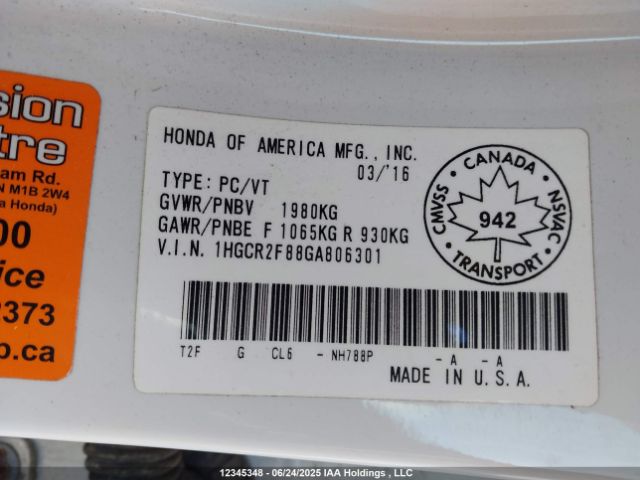 sion
tre
am Rd.
N M1B 2W4
a Honda)
00
ice
2373
p.ca
HONDA OF AMERICA MFG., INC.
03/'16
TYPE: PC/VT
GVWR/PNBV 1980KG
GAWR/PNBE F 1065KG R 930KG
V.I.N. 1HGCR2F88GA806301
CANADA
CMVSS
942
NSVAC
TRANSPORT
T2F G CL6 - NH788P - A - A
MADE IN U.S.A.
12345348 - 06/24/2025 IAA Holdings , LLC